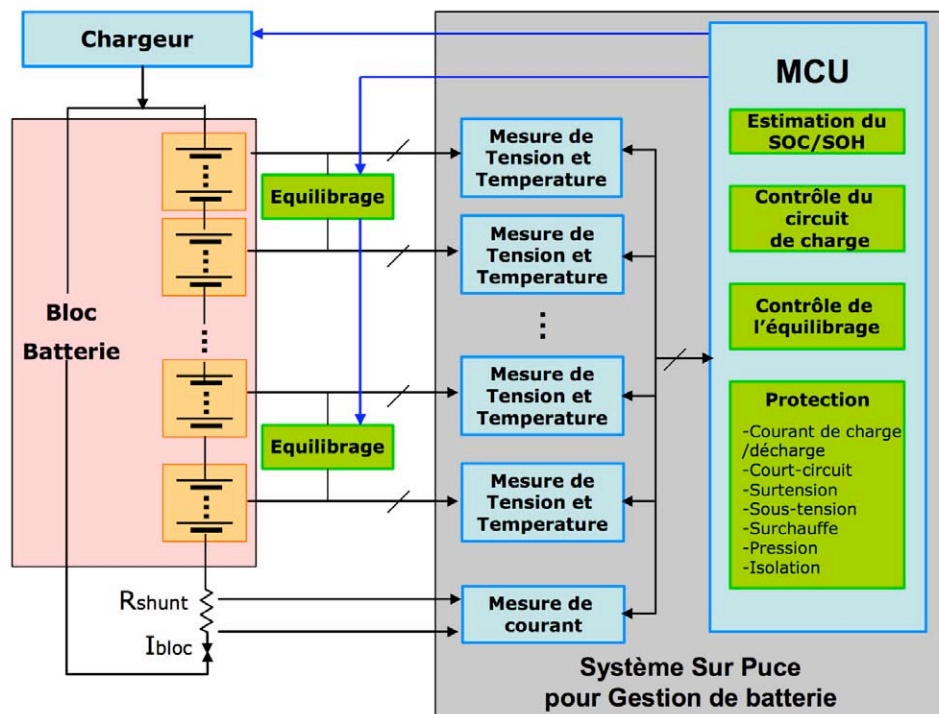 Chargeur
MCU
Estimation du
SOC/SOH
Contrôle du
circuit
de charge
Contrôle de
l'équilibrage
Protection
-Courant de charge
/décharge
-Court-circuit
-Surtension
-Sous-tension
-Surchauffe
-Pression
-Isolation
Mesure de
Tension et
Temperature
Equilibrage
Mesure de
Tension et
Temperature
Bloc
Batterie
Mesure de
Tension et
Temperature
Equilibrage
Mesure de
Tension et
Temperature
Rshunt
Ibloc
Mesure de
courant
Système Sur Puce
pour Gestion de batterie